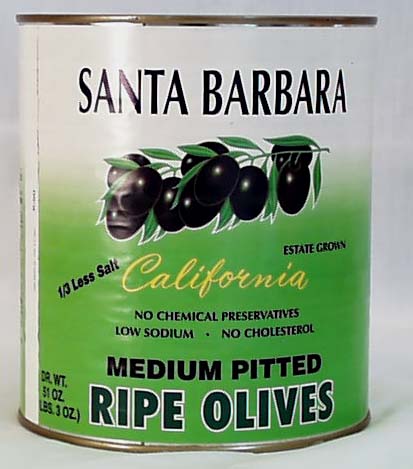 SANTA BARBARA
ESTATE GROWN
1/3 Less Salt
California
NO CHEMICAL PRESERVATIVES
LOW SODIUM · NO CHOLESTEROL
MEDIUM PITTED
RIPE OLIVES
DR. WT.
51 OZ.
LBS. 3 OZ.)